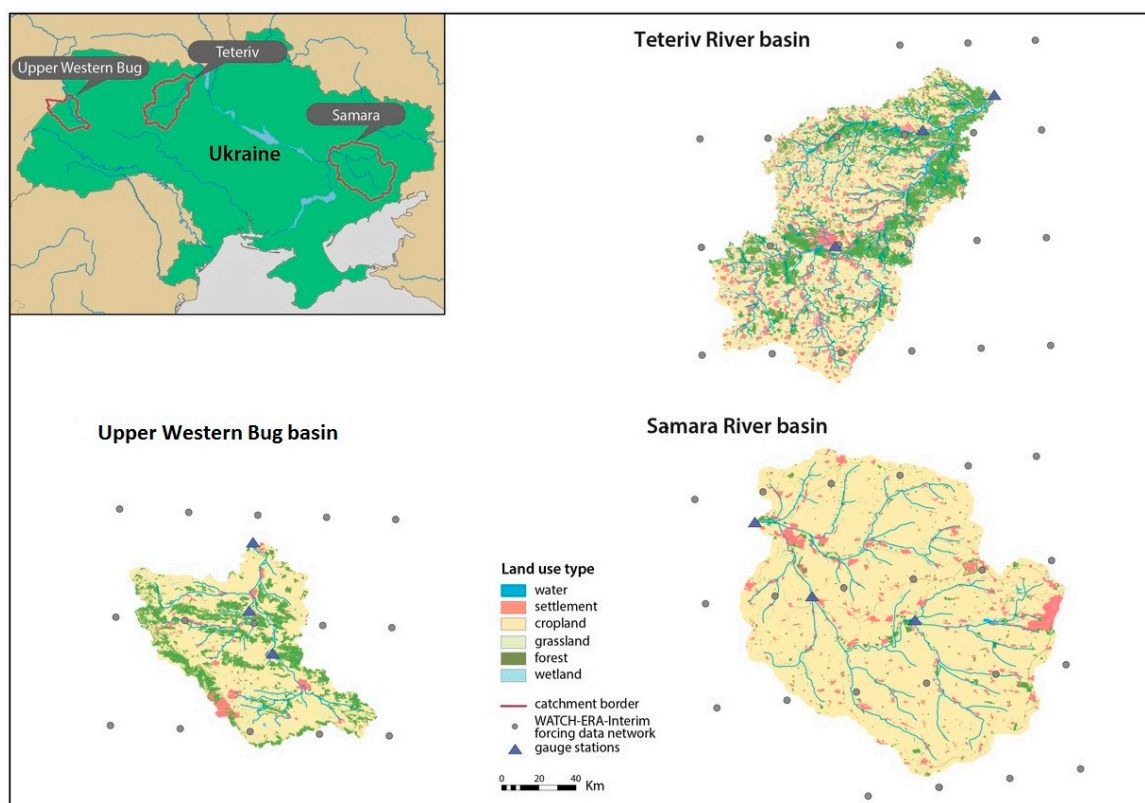 Teteriv
Upper Western Bug
Samara
Ukraine
Teteriv River basin
Upper Western Bug basin
Samara River basin
Land use type
water
settlement
cropland
grassland
forest
wetland
catchment border
WATCH-ERA-Interim
forcing data network
gauge stations
0 20 40 Km